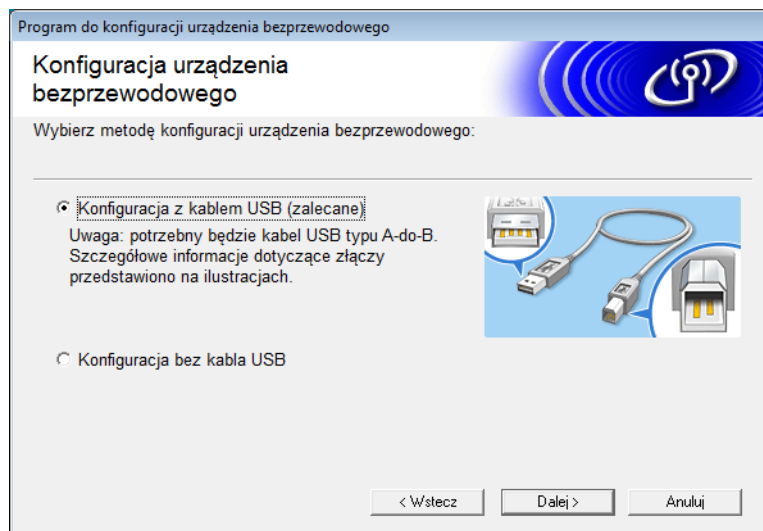 Program do konfiguracji urządzenia bezprzewodowego
Konfiguracja urządzenia
bezprzewodowego
Wybierz metodę konfiguracji urządzenia bezprzewodowego:
Konfiguracja z kablem USB (zalecane)
Uwaga: potrzebny będzie kabel USB typu A-do-B.
Szczegółowe informacje dotyczące złączy
przedstawiono na ilustracjach.
Konfiguracja bez kabla USB
< Wstecz
Dalej >
Anuluj